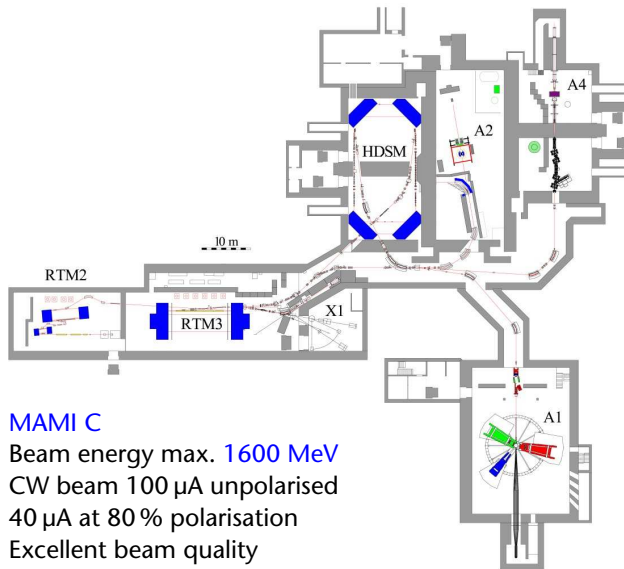 A4
A2
HDSM
10 m
RTM2
RTM3
X1
A1
MAMI C
Beam energy max. 1600 MeV
CW beam 100 µA unpolarised
40 µA at 80 % polarisation
Excellent beam quality